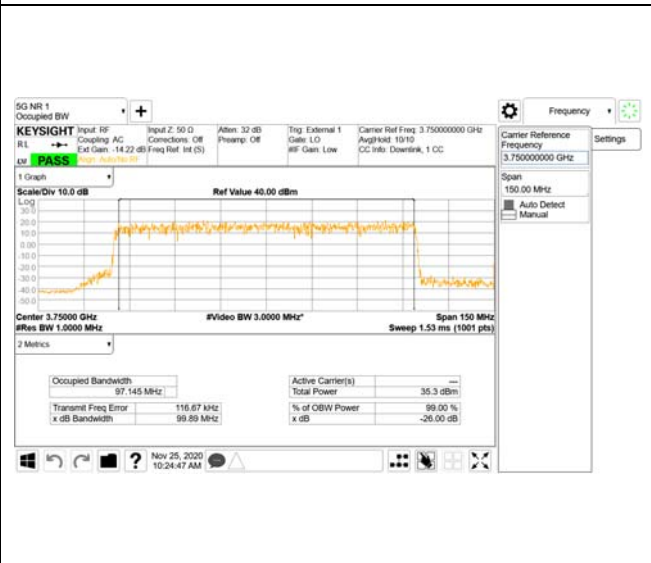 5G NR 1
Occupied BW
Frequency
KEYSIGHT
Input: RF
Coupling: AC
Ext Gain: -14.22 dB
Align: Auto/No RF
Input Z: 50 Ω
Corrections: Off
Freq Ref: Int (S)
Atten: 32 dB
Preamp: Off
Trig: External 1
Gate: LO
#IF Gain: Low
Carrier Ref Freq: 3.750000000 GHz
Avg|Hold: 10/10
CC Info: Downlink, 1 CC
RL
PASS
Carrier Reference
Frequency
3.750000000 GHz
Settings
Span
150.00 MHz
Auto Detect
Manual
1 Graph
Scale/Div 10.0 dB
Ref Value 40.00 dBm
Log
30.0
20.0
10.0
0.00
-10.0
-20.0
-30.0
-40.0
-50.0
Center 3.75000 GHz
#Video BW 3.0000 MHz*
Span 150 MHz
#Res BW 1.0000 MHz
Sweep 1.53 ms (1001 pts)
2 Metrics
Occupied Bandwidth
97.145 MHz
Active Carrier(s) ---
Total Power 35.3 dBm
Transmit Freq Error 116.67 kHz
x dB Bandwidth 99.89 MHz
% of OBW Power 99.00 %
x dB -26.00 dB
?
Nov 25, 2020
10:24:47 AM